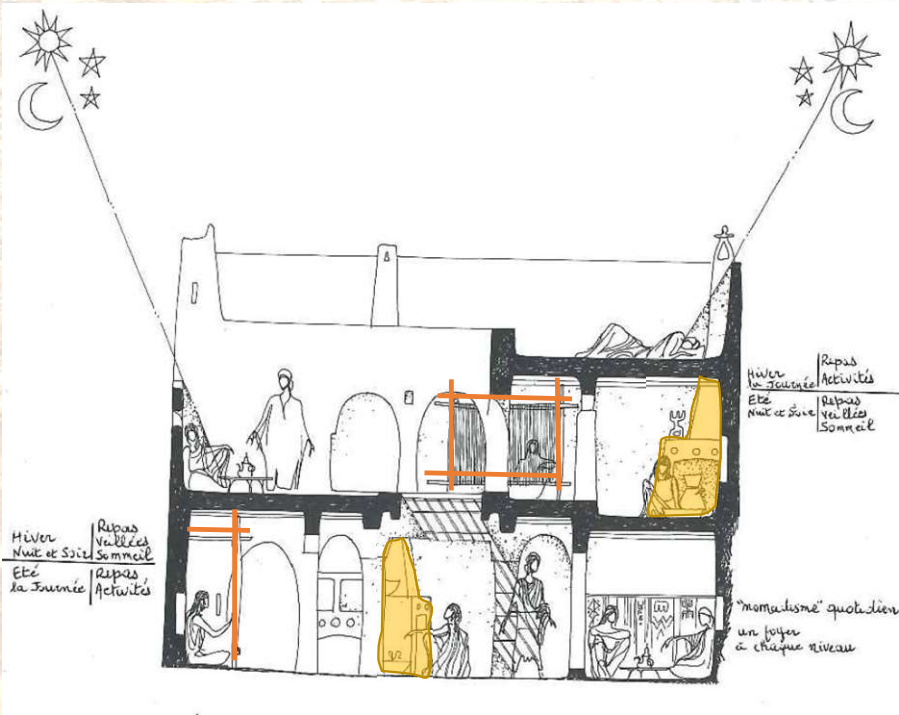 Hiver
la Journée
Repas
Activités
Eté
Nuit et Soir
Repas
Veillées
Sommeil
Hiver
Nuit et Soir
Repas
Veillées
Sommeil
Eté
la Journée
Repas
Activités
"nomadisme" quotidien
un foyer
à chaque niveau